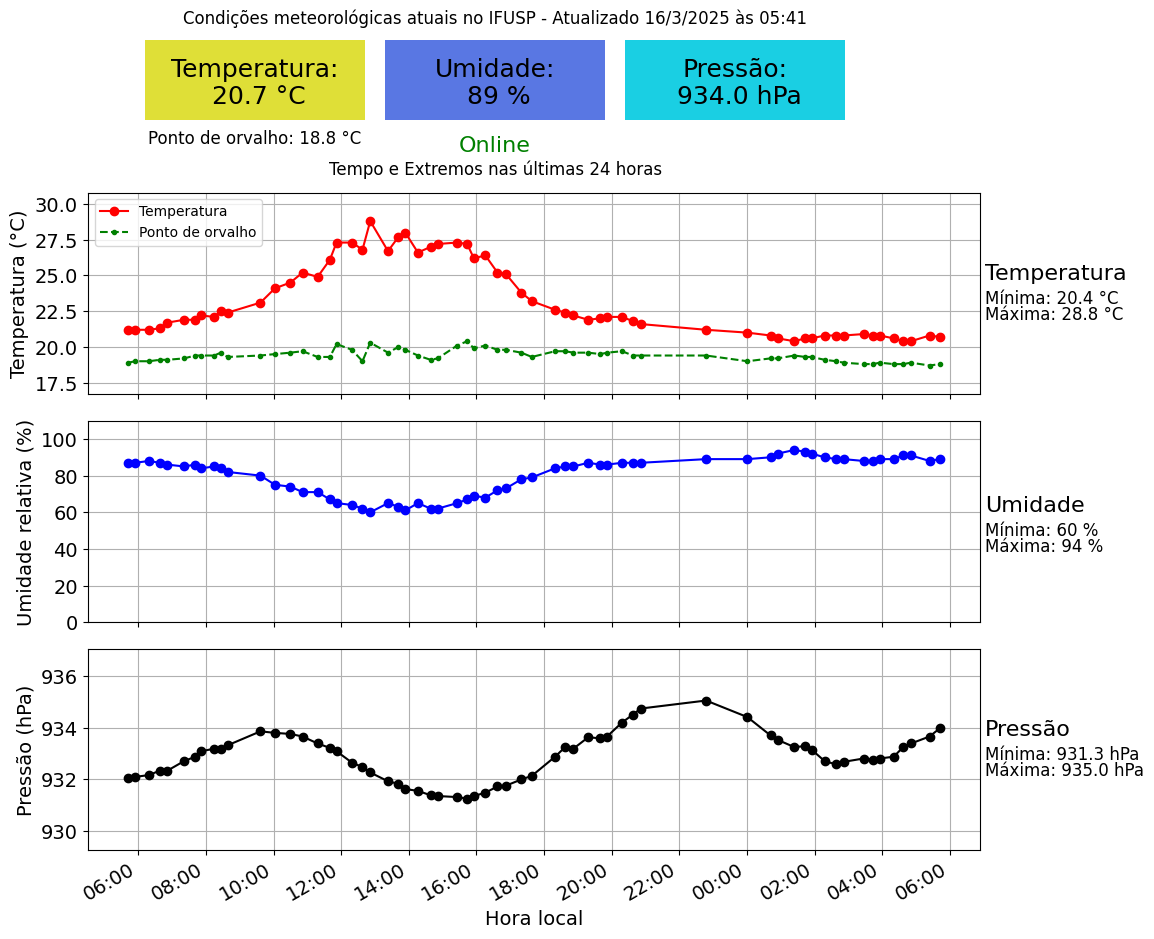 Condições meteorológicas atuais no IFUSP - Atualizado 16/3/2025 às 05:41
Temperatura:
20.7 °C
Umidade:
89 %
Pressão:
934.0 hPa
Ponto de orvalho: 18.8 °C
Online
Tempo e Extremos nas últimas 24 horas
Temperatura (°C)
30.0
27.5
25.0
22.5
20.0
17.5
Temperatura
Ponto de orvalho
Temperatura
Mínima: 20.4 °C
Máxima: 28.8 °C
Umidade relativa (%)
100
80
60
40
20
0
Umidade
Mínima: 60 %
Máxima: 94 %
Pressão (hPa)
936
934
932
930
Pressão
Mínima: 931.3 hPa
Máxima: 935.0 hPa
06:00 08:00 10:00 12:00 14:00 16:00 18:00 20:00 22:00 00:00 02:00 04:00 06:00
Hora local